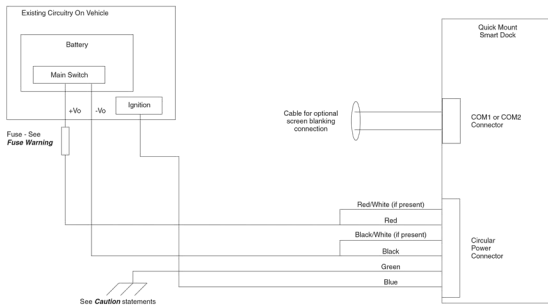 Existing Circuitry On Vehicle
Battery
Main Switch
+Vo
-Vo
Ignition
Fuse - See
Fuse Warning
Quick Mount
Smart Dock
Cable for optional
screen blanking
connection
COM1 or COM2
Connector
Red/White (if present)
Red
Black/White (if present)
Black
Green
Blue
Circular
Power
Connector
See Caution statements